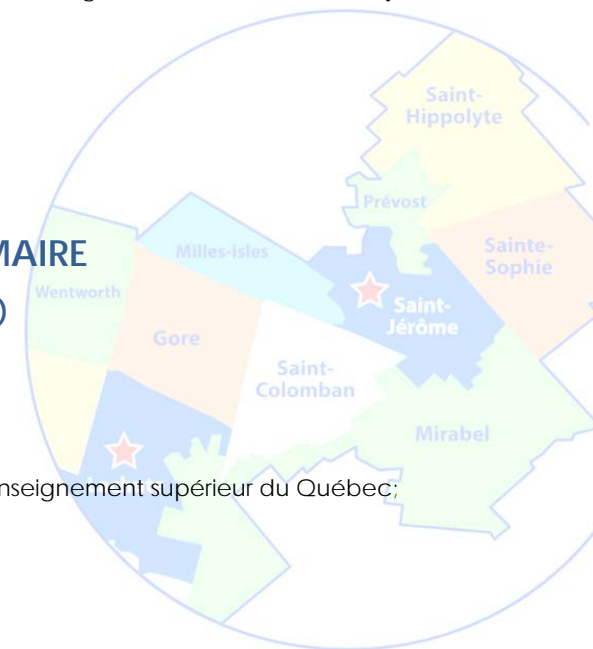 Saint-
Hippolyte
Prévost
MAIRE
Milles-isles
Sainte-
Sophie
Wentworth
)
Saint-
Jérôme
Gore
Saint-
Colomban
Mirabel
nseignement supérieur du Québec;